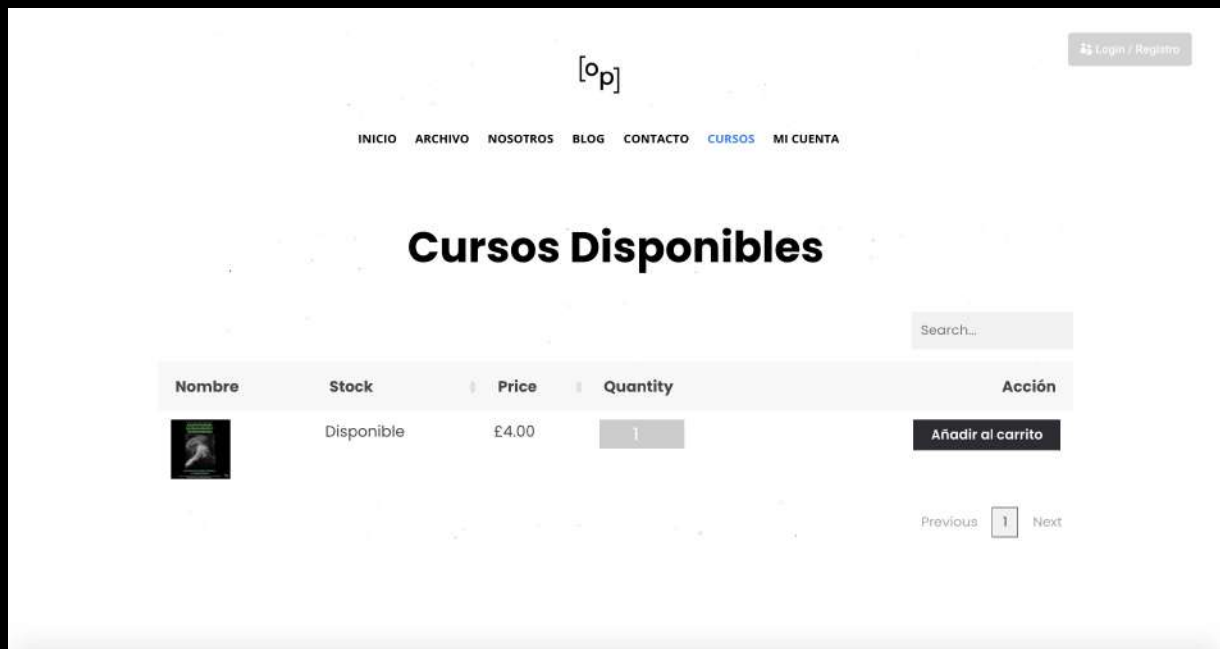 Login / Registro
[op]
INICIO ARCHIVO NOSOTROS BLOG CONTACTO CURSOS MI CUENTA
Cursos Disponibles
Search...
Nombre Stock Price Quantity Acción
Disponible £4.00 1 Añadir al carrito
Previous 1 Next